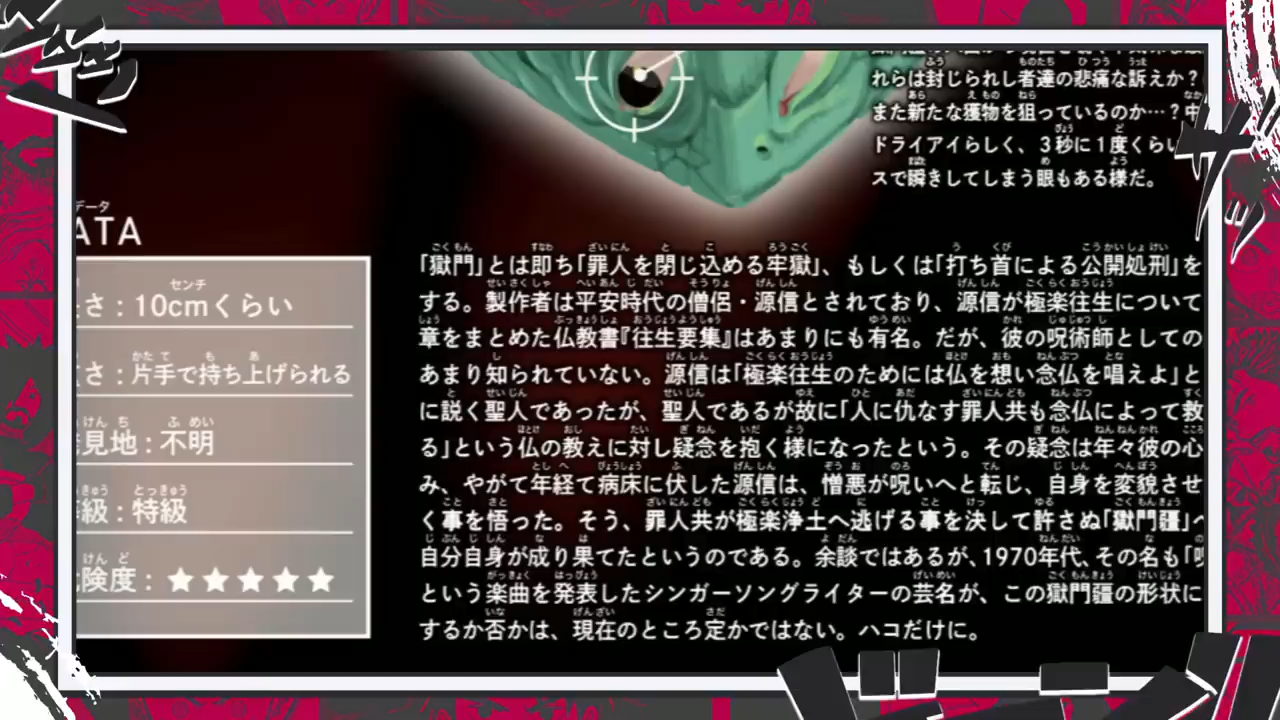 れらは封じられし者達の悲痛な訴えか？
また新たな獲物を狙っているのか…？中
ドライアイらしく、3秒に1度くらい
スで瞬きしてしまう眼もある様だ。
データ
ATA
さ：10cmくらい
さ：片手で持ち上げられる
見地：不明
級：特級
険度：★★★★★
「獄門」とは即ち「罪人を閉じ込める牢獄」、もしくは「打ち首による公開処刑」を
する。製作者は平安時代の僧侶・源信とされており、源信が極楽往生について
章をまとめた仏教書『往生要集』はあまりにも有名。だが、彼の呪術師としての
あまり知られていない。源信は「極楽往生のためには仏を想い念仏を唱えよ」と
に説く聖人であったが、聖人であるが故に「人に仇なす罪人共も念仏によって救
る」という仏の教えに対し疑念を抱く様になったという。その疑念は年々彼の心
み、やがて年経て病床に伏した源信は、憎悪が呪いへと転じ、自身を変貌させ
く事を悟った。そう、罪人共が極楽浄土へ逃げる事を決して許さぬ「獄門疆」へ
自分自身が成り果てたというのである。余談ではあるが、1970年代、その名も「呪
という楽曲を発表したシンガーソングライターの芸名が、この獄門疆の形状に
するか否かは、現在のところ定かではない。ハコだけに。